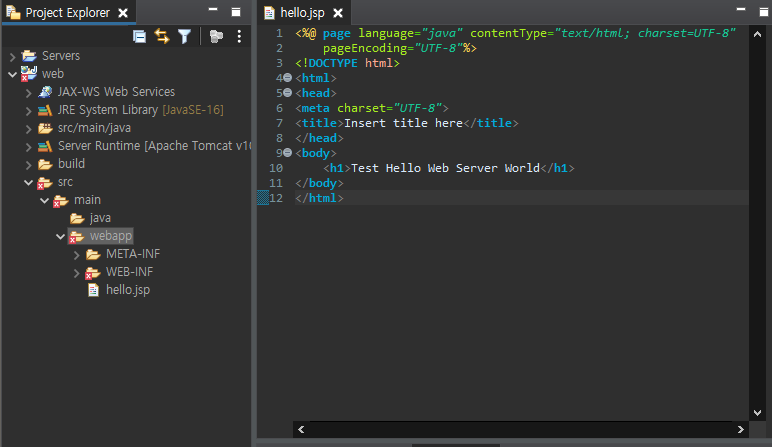 Project Explorer
Servers
web
JAX-WS Web Services
JRE System Library [JavaSE-16]
src/main/java
Server Runtime [Apache Tomcat v10
build
src
main
java
webapp
META-INF
WEB-INF
hello.jsp
hello.jsp
1 <%@ page language="java" contentType="text/html; charset=UTF-8"
2 pageEncoding="UTF-8"%>
3 <!DOCTYPE html>
4 <html>
5 <head>
6 <meta charset="UTF-8">
7 <title>Insert title here</title>
8 </head>
9 <body>
10 <h1>Test Hello Web Server World</h1>
11 </body>
12 </html>